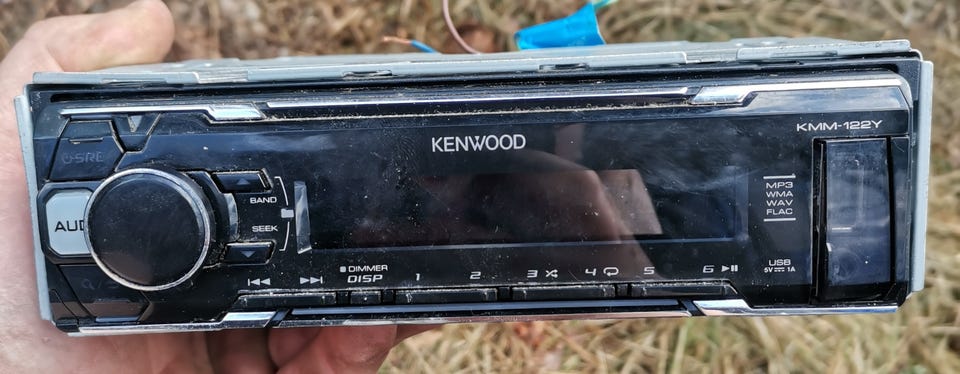 KENWOOD
KMM-122Y
SRC
AUD
BAND
SEEK
MP3
WMA
WAV
FLAC
USB
5V 1A
DIMMER
DISP
1
2
3
4
5
6